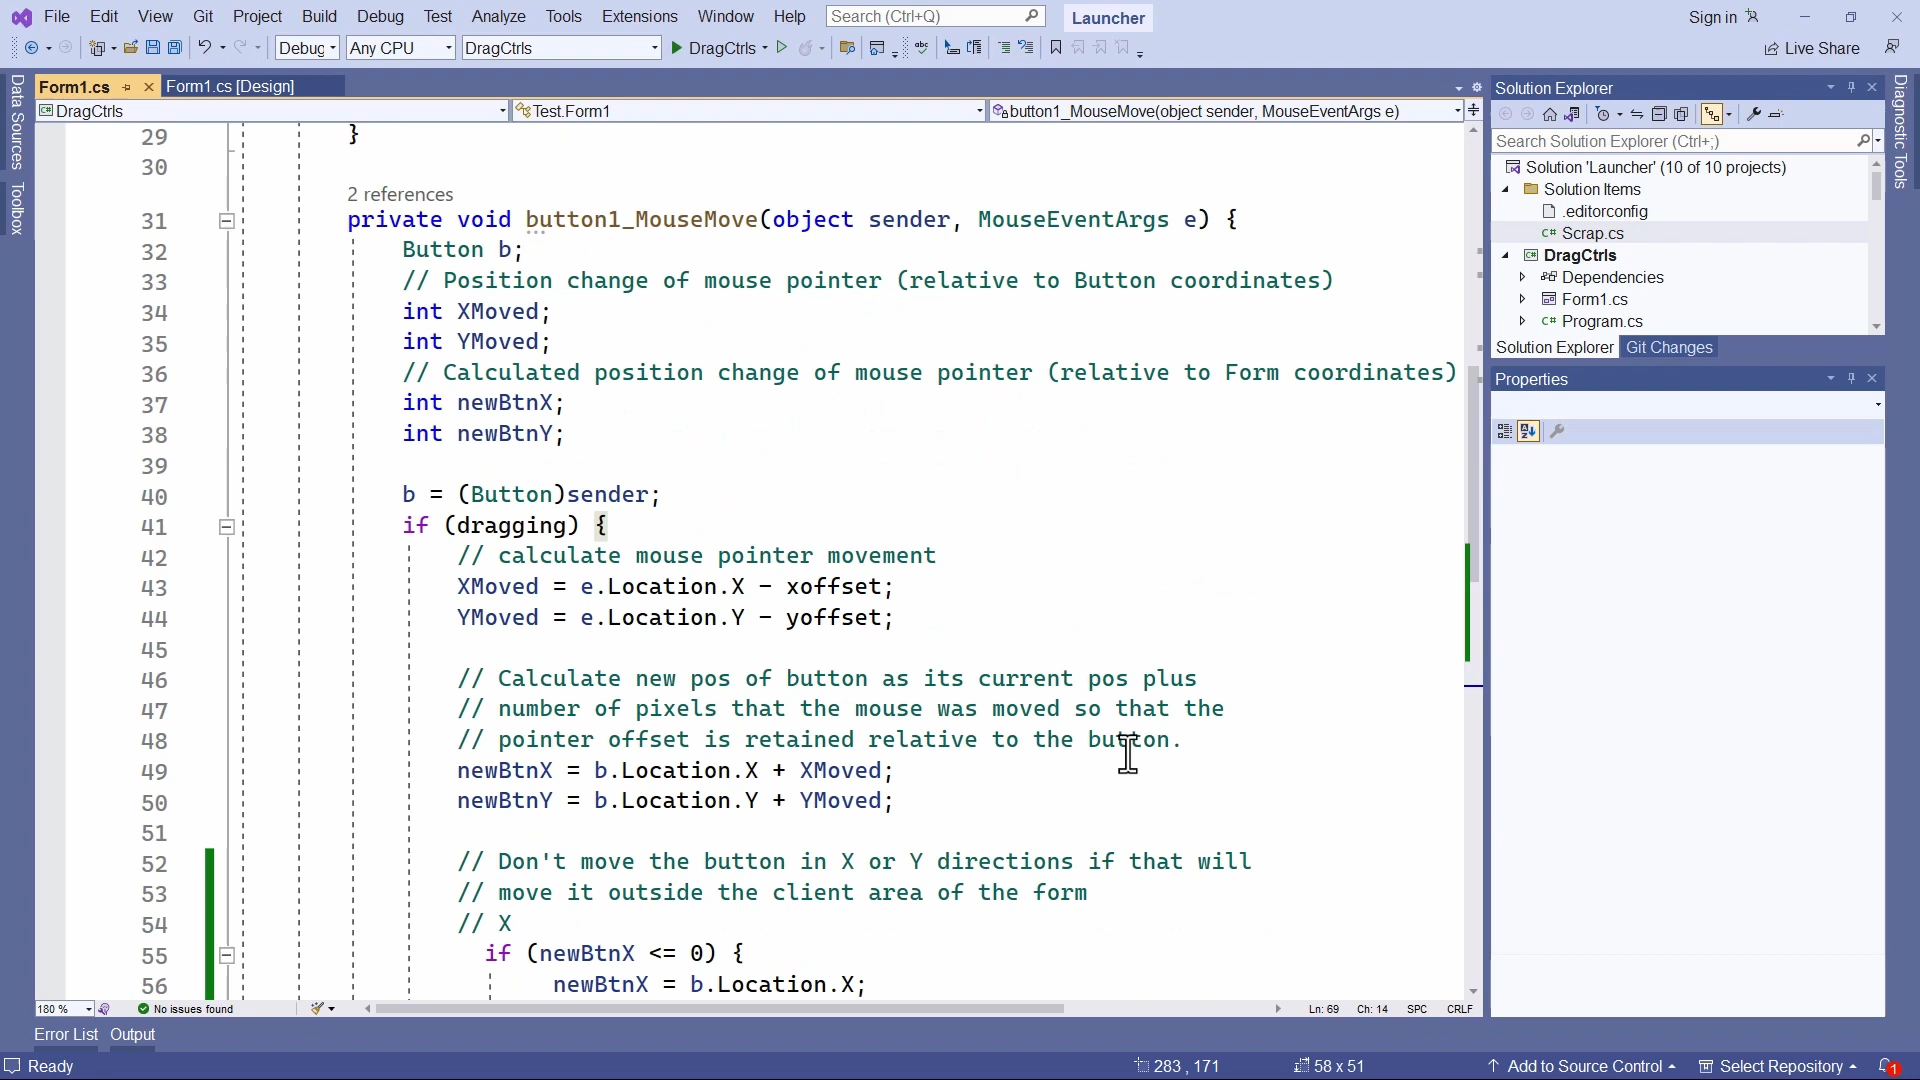 File Edit View Git Project Build Debug Test Analyze Tools Extensions Window Help Search (Ctrl+Q) Launcher Sign in
Debug Any CPU DragCtrls DragCtrls Live Share
Form1.cs Form1.cs [Design]
DragCtrls Test.Form1 button1_MouseMove(object sender, MouseEventArgs e)
Data Sources
Toolbox
29 }
30
2 references
31 private void button1_MouseMove(object sender, MouseEventArgs e) {
32 Button b;
33 // Position change of mouse pointer (relative to Button coordinates)
34 int XMoved;
35 int YMoved;
36 // Calculated position change of mouse pointer (relative to Form coordinates)
37 int newBtnX;
38 int newBtnY;
39
40 b = (Button)sender;
41 if (dragging) {
42 // calculate mouse pointer movement
43 XMoved = e.Location.X - xoffset;
44 YMoved = e.Location.Y - yoffset;
45
46 // Calculate new pos of button as its current pos plus
47 // number of pixels that the mouse was moved so that the
48 // pointer offset is retained relative to the button.
49 newBtnX = b.Location.X + XMoved;
50 newBtnY = b.Location.Y + YMoved;
51
52 // Don't move the button in X or Y directions if that will
53 // move it outside the client area of the form
54 // X
55 if (newBtnX <= 0) {
56 newBtnX = b.Location.X;
180 % No issues found Ln: 69 Ch: 14 SPC CRLF
Error List Output
Ready 283 , 171 58 x 51 Add to Source Control Select Repository 1
Solution Explorer
Search Solution Explorer (Ctrl+;)
Solution 'Launcher' (10 of 10 projects)
Solution Items
.editorconfig
C# Scrap.cs
C# DragCtrls
Dependencies
Form1.cs
C# Program.cs
Solution Explorer Git Changes
Properties
Diagnostic Tools